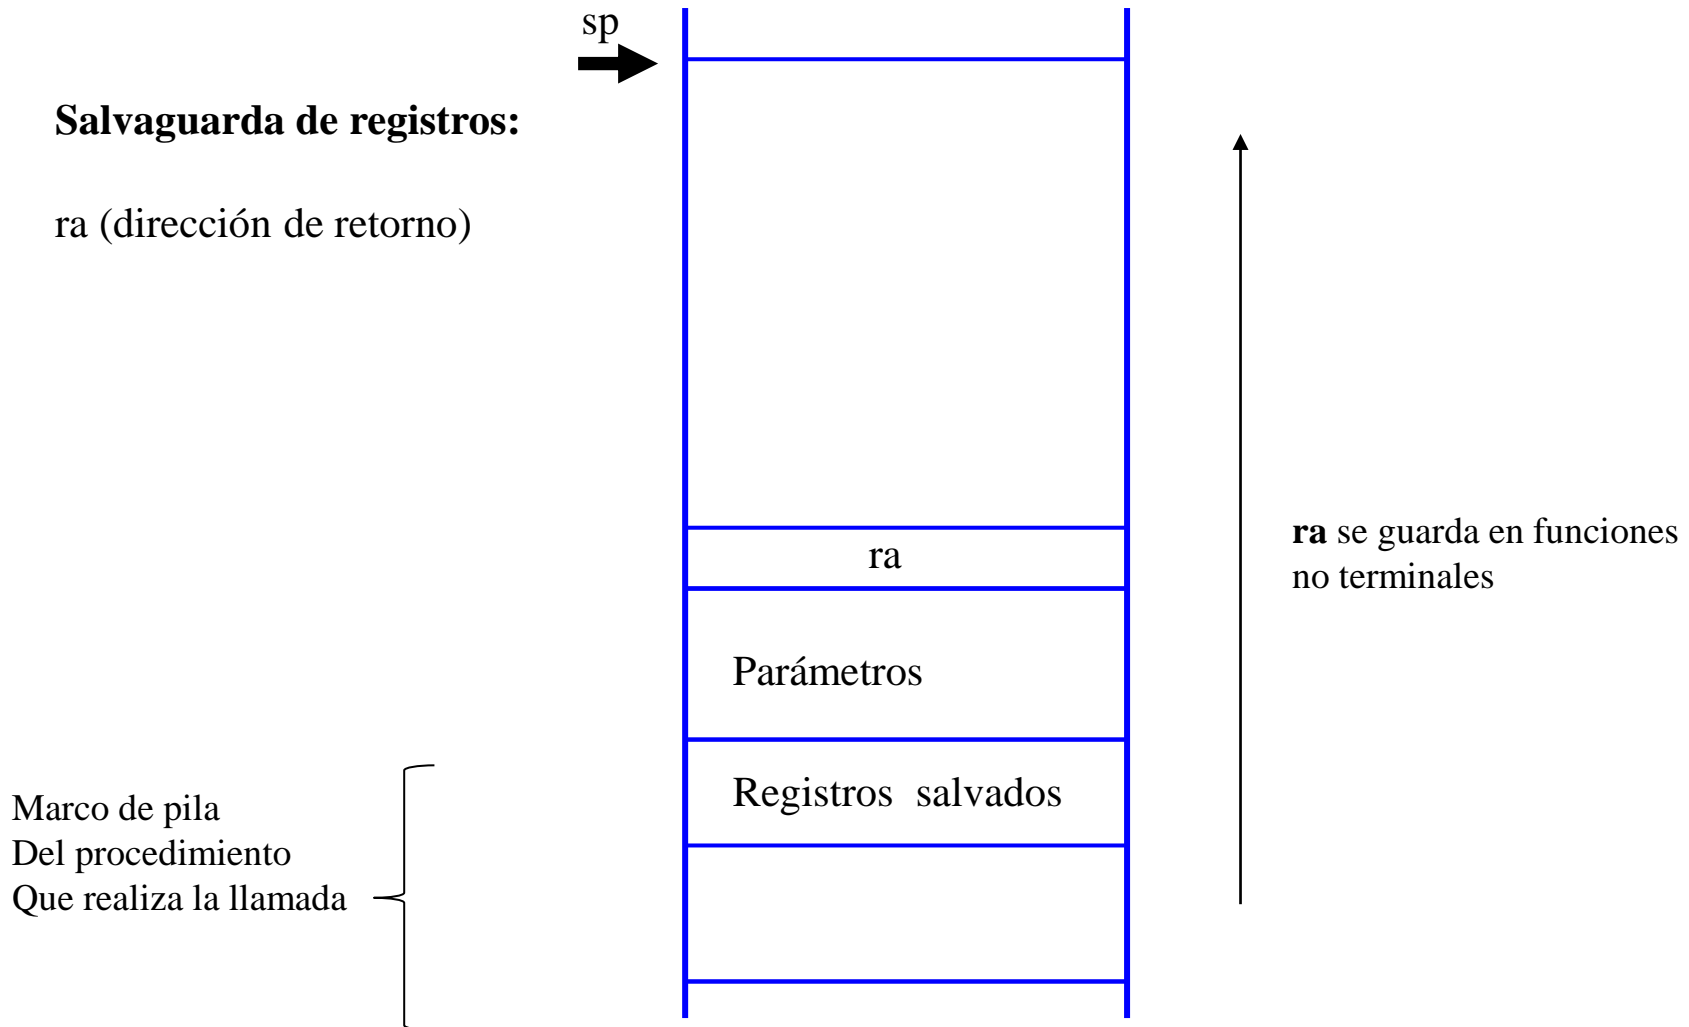 sp
Salvaguarda de registros:
ra (dirección de retorno)
ra
ra se guarda en funciones
no terminales
Parámetros
Registros salvados
Marco de pila
Del procedimiento
Que realiza la llamada